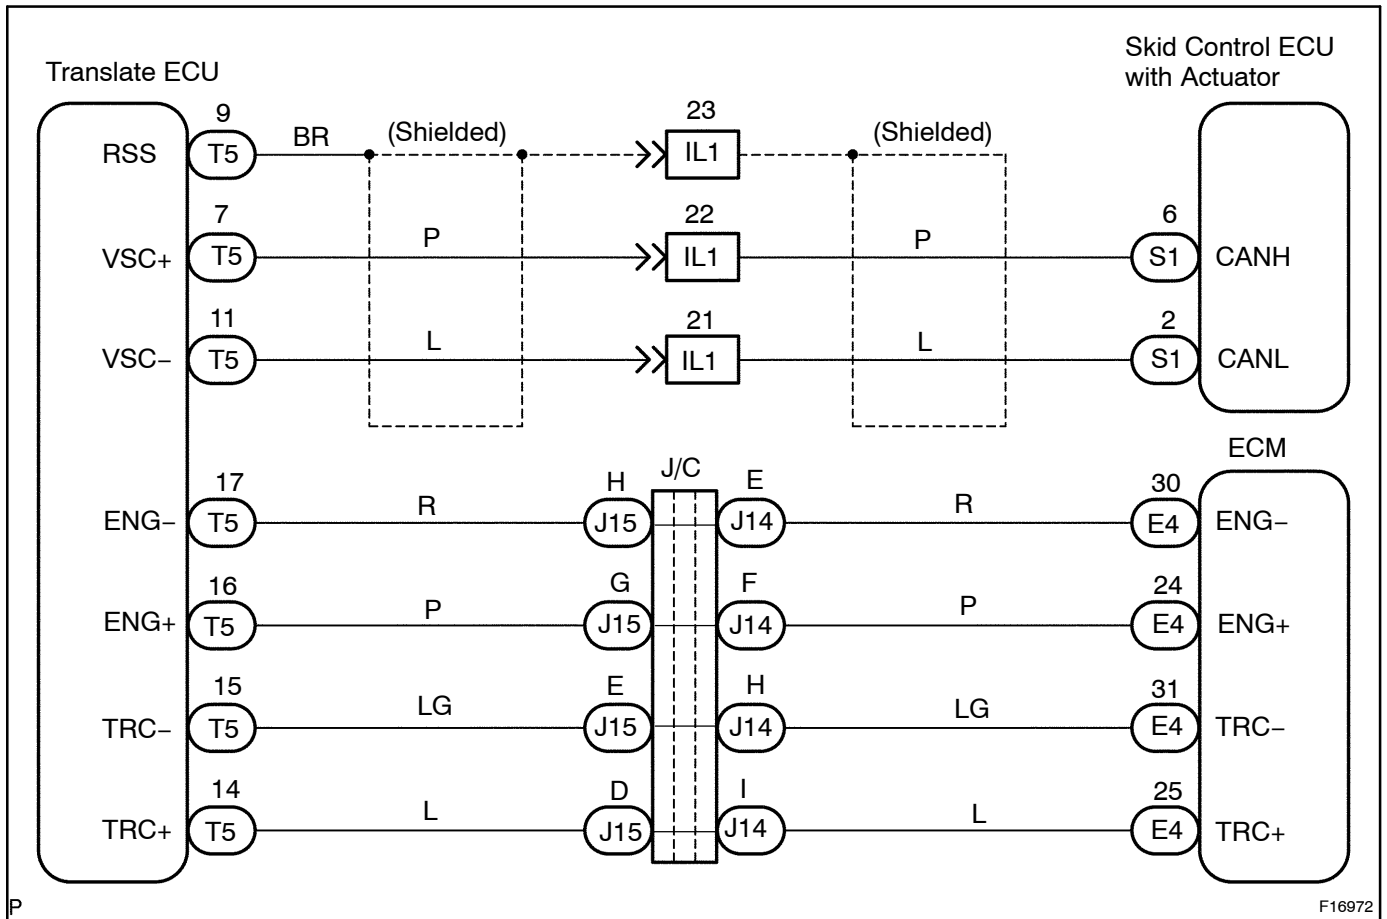 Translate ECU
Skid Control ECU
with Actuator
9
23
RSS
T5
BR
(Shielded)
IL1
(Shielded)
7
22
6
VSC+
T5
P
IL1
P
S1
CANH
11
21
2
VSC−
T5
L
IL1
L
S1
CANL
J/C
ECM
17
H
E
30
ENG−
T5
R
J15
J14
R
E4
ENG−
16
G
F
24
ENG+
T5
P
J15
J14
P
E4
ENG+
15
E
H
31
TRC−
T5
LG
J15
J14
LG
E4
TRC−
14
D
I
25
TRC+
T5
L
J15
J14
L
E4
TRC+
P
F16972